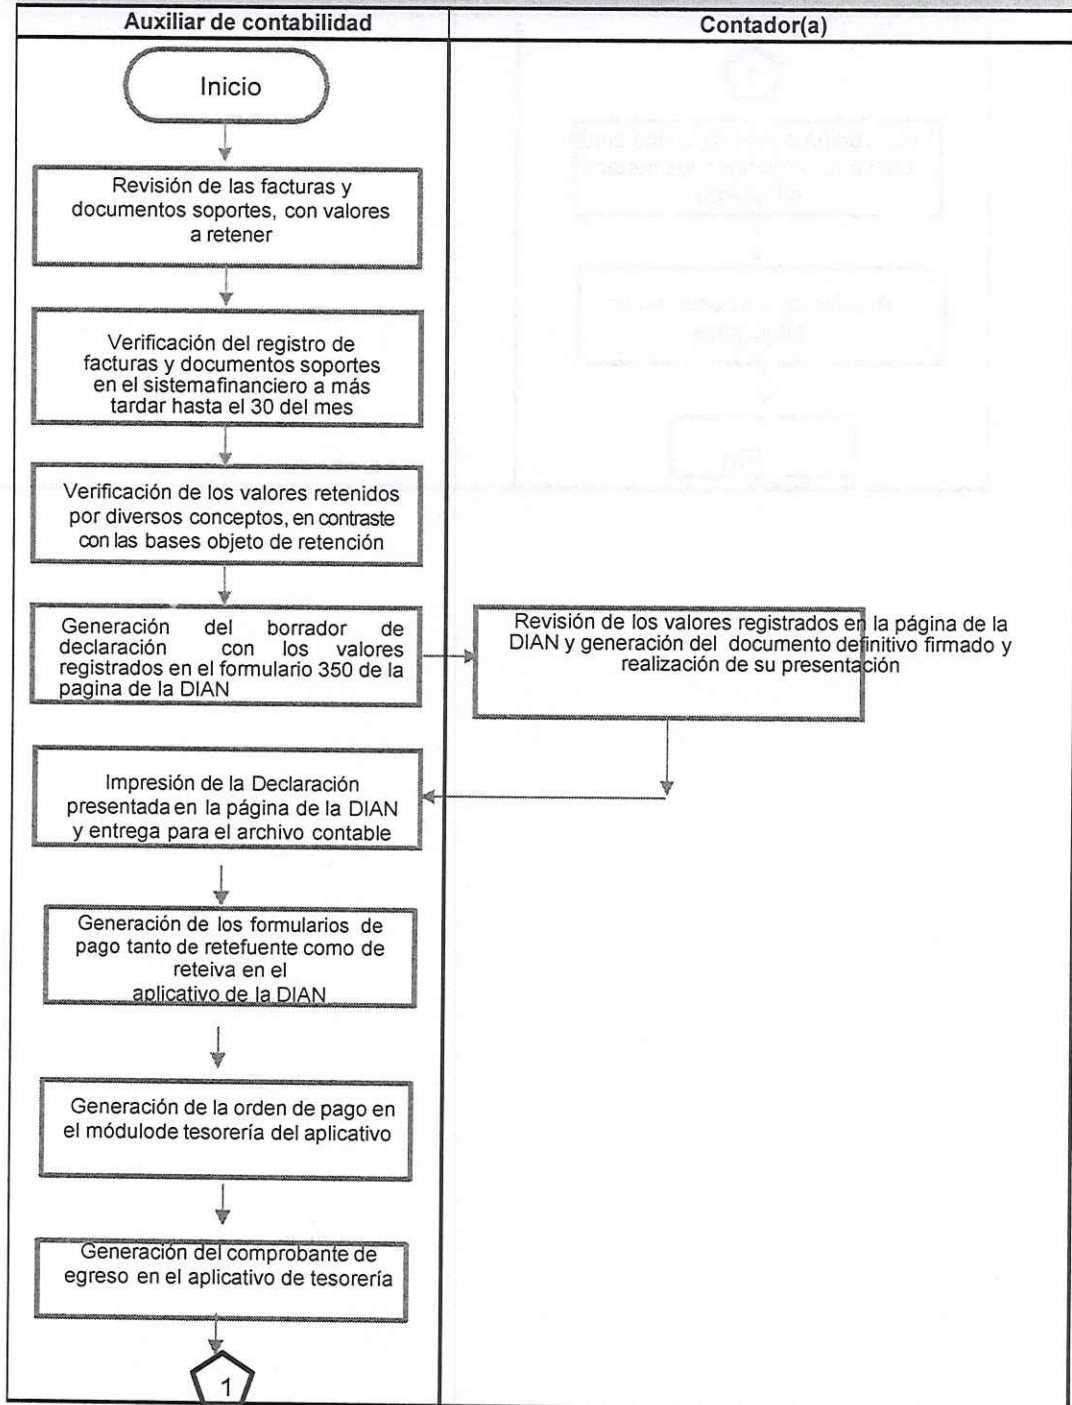 Auxiliar de contabilidad
Contador(a)
Inicio
Revisión de las facturas y
documentos soportes, con valores
a retener
Verificación del registro de
facturas y documentos soportes
en el sistemafinanciero a más
tardar hasta el 30 del mes
Verificación de los valores retenidos
por diversos conceptos, en contraste
con las bases objeto de retención
Generación del borrador de
declaración con los valores
registrados en el formulario 350 de la
pagina de la DIAN
Revisión de los valores registrados en la página de la
DIAN y generación del documento definitivo firmado y
realización de su presentación
Impresión de la Declaración
presentada en la página de la DIAN
y entrega para el archivo contable
Generación de los formularios de
pago tanto de retefuente como de
reteiva en el
aplicativo de la DIAN
Generación de la orden de pago en
el módulode tesorería del aplicativo
Generación del comprobante de
egreso en el aplicativo de tesorería
1